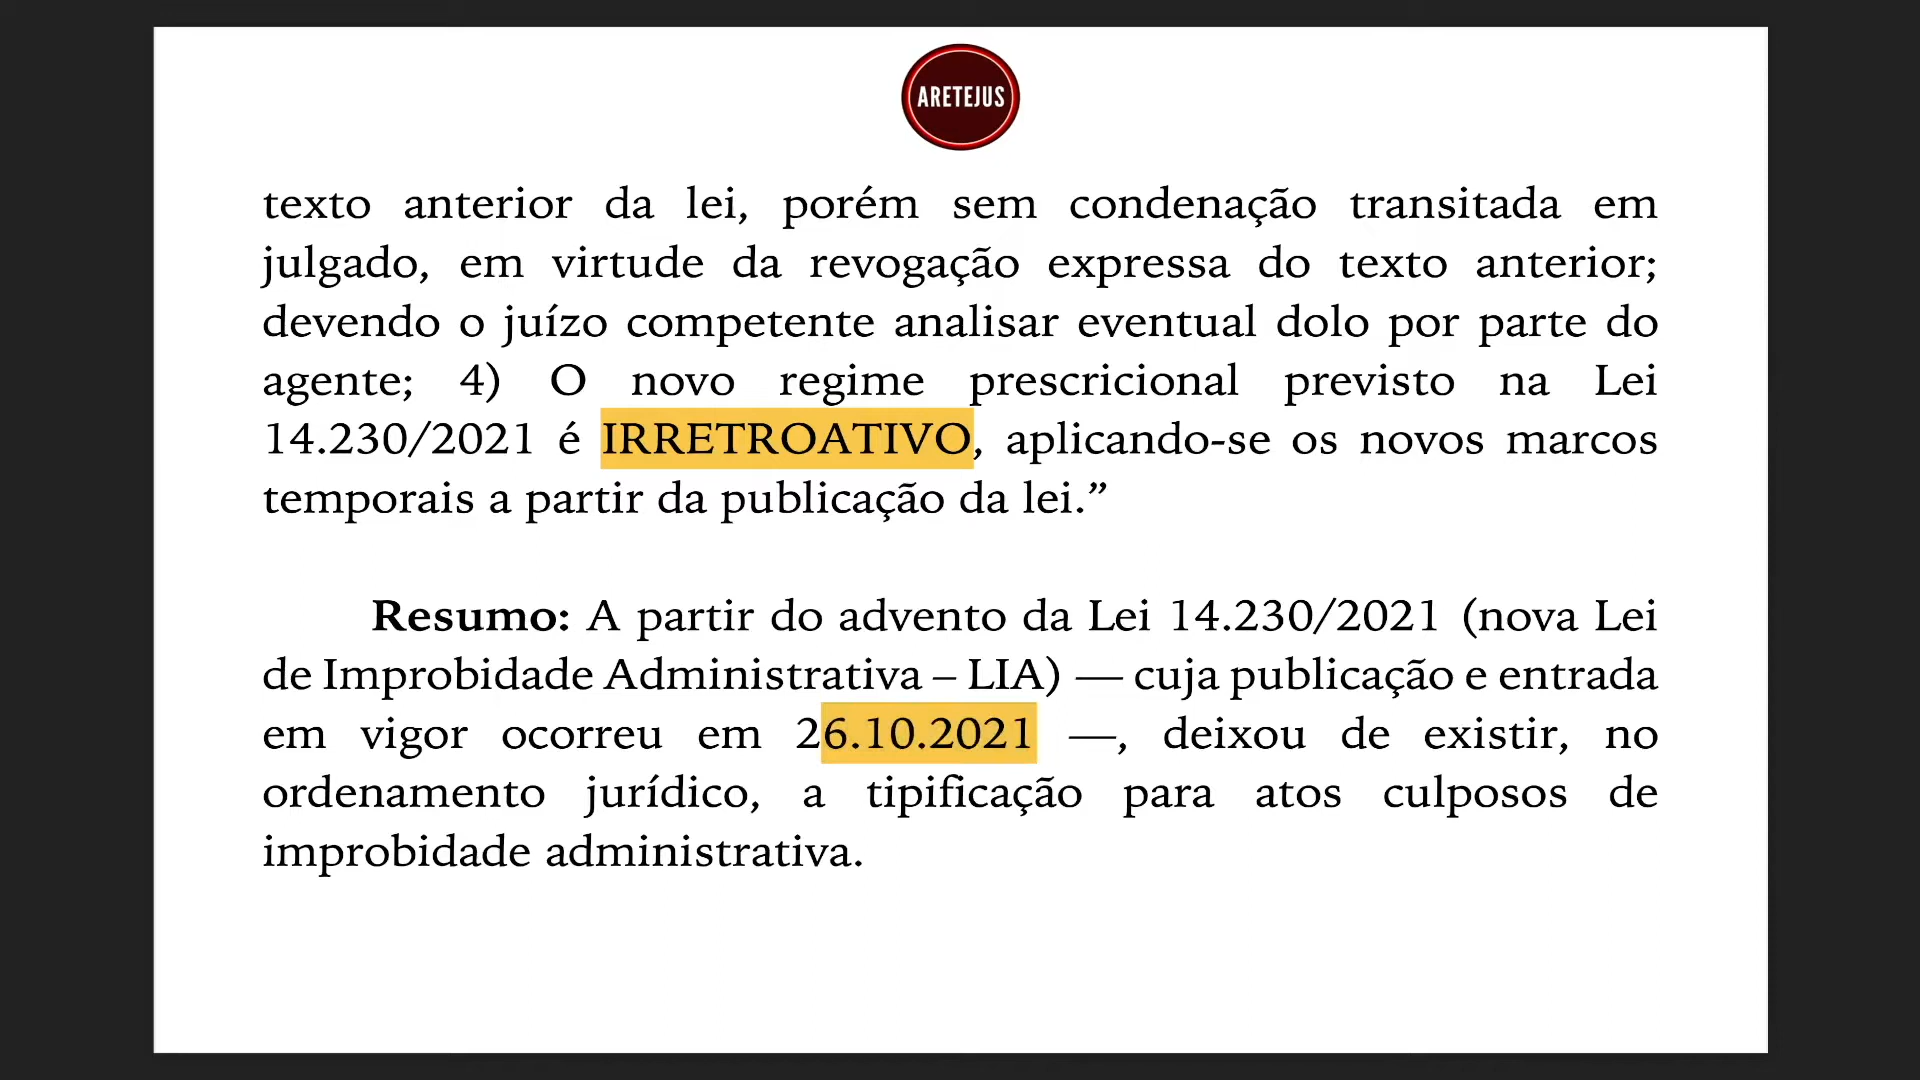 ARETEJUS
texto anterior da lei, porém sem condenação transitada em
julgado, em virtude da revogação expressa do texto anterior;
devendo o juízo competente analisar eventual dolo por parte do
agente; 4) O novo regime prescricional previsto na Lei
14.230/2021 é IRRETROATIVO, aplicando-se os novos marcos
temporais a partir da publicação da lei.”
Resumo: A partir do advento da Lei 14.230/2021 (nova Lei
de Improbidade Administrativa – LIA) — cuja publicação e entrada
em vigor ocorreu em 26.10.2021 —, deixou de existir, no
ordenamento jurídico, a tipificação para atos culposos de
improbidade administrativa.